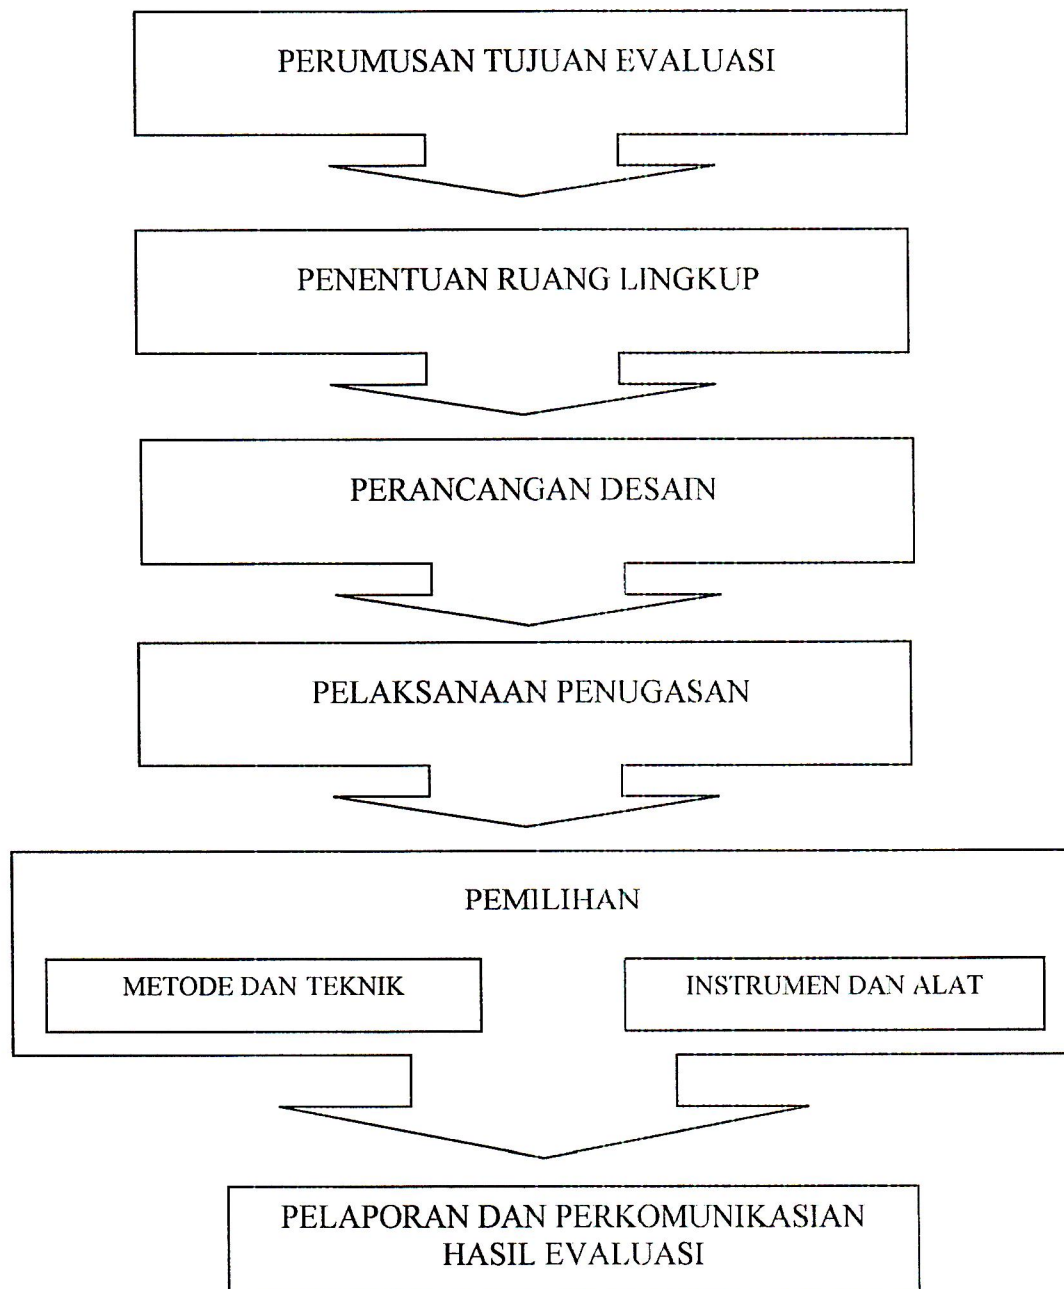 PERUMUSAN TUJUAN EVALUASI
PENENTUAN RUANG LINGKUP
PERANCANGAN DESAIN
PELAKSANAAN PENUGASAN
PEMILIHAN
METODE DAN TEKNIK
INSTRUMEN DAN ALAT
PELAPORAN DAN PERKOMUNIKASIAN
HASIL EVALUASI